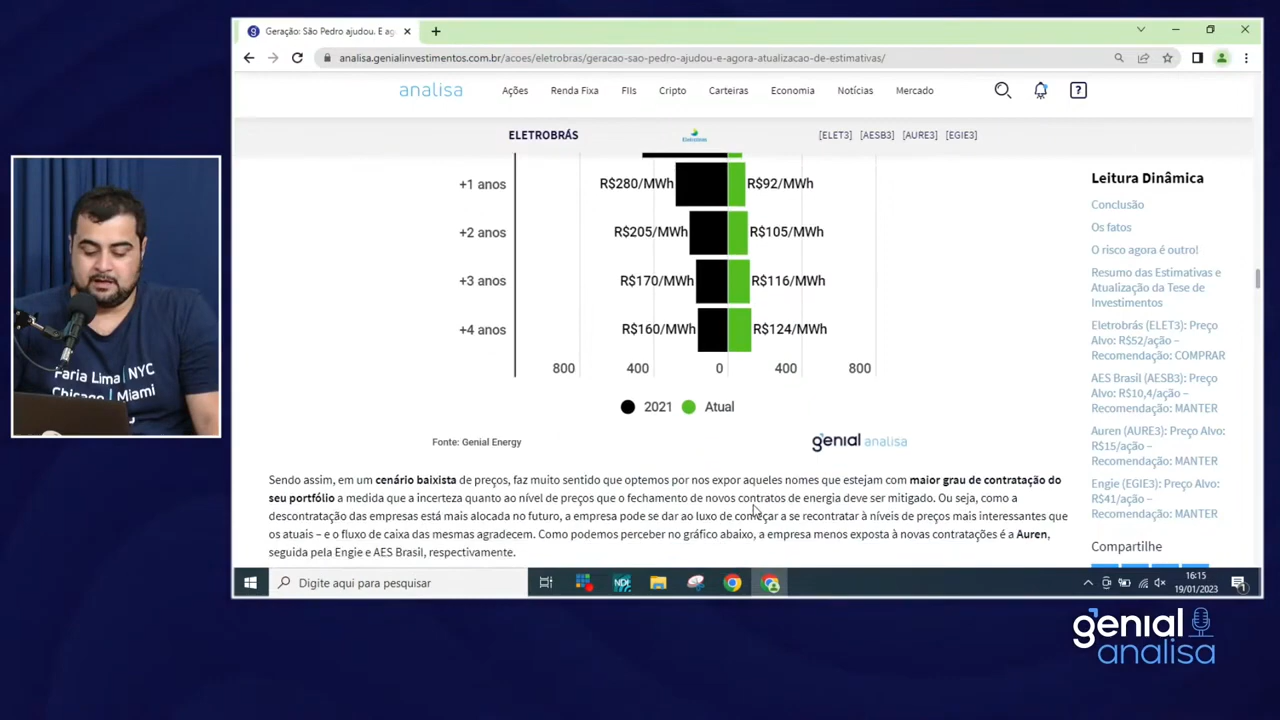 Geração: São Pedro ajudou. E ag
analisa.genialinvestimentos.com.br/acoes/eletrobras/geracao-sao-pedro-ajudou-e-agora-atualizacao-de-estimativas/
analisa
Ações Renda Fixa FIIs Cripto Carteiras Economia Notícias Mercado
ELETROBRÁS
Eletrobras
[ELET3] [AESB3] [AURE3] [EGIE3]
+1 anos R$280/MWh R$92/MWh
+2 anos R$205/MWh R$105/MWh
+3 anos R$170/MWh R$116/MWh
+4 anos R$160/MWh R$124/MWh
800 400 0 400 800
2021 Atual
Fonte: Genial Energy
genial analisa
Sendo assim, em um cenário baixista de preços, faz muito sentido que optemos por nos expor aqueles nomes que estejam com maior grau de contratação do
seu portfólio a medida que a incerteza quanto ao nível de preços que o fechamento de novos contratos de energia deve ser mitigado. Ou seja, como a
descontratação das empresas está mais alocada no futuro, a empresa pode se dar ao luxo de começar a se recontratar à níveis de preços mais interessantes que
os atuais – e o fluxo de caixa das mesmas agradecem. Como podemos perceber no gráfico abaixo, a empresa menos exposta à novas contratações é a Auren,
seguida pela Engie e AES Brasil, respectivamente.
Leitura Dinâmica
Conclusão
Os fatos
O risco agora é outro!
Resumo das Estimativas e
Atualização da Tese de
Investimentos
Eletrobrás (ELET3): Preço
Alvo: R$52/ação –
Recomendação: COMPRAR
AES Brasil (AESB3): Preço
Alvo: R$10,4/ação –
Recomendação: MANTER
Auren (AURE3): Preço Alvo:
R$15/ação –
Recomendação: MANTER
Engie (EGIE3): Preço Alvo:
R$41/ação –
Recomendação: MANTER
Compartilhe
Digite aqui para pesquisar
NDI
16:15
19/01/2023
Faria Lima | NYC
Chicago | Miami
genial
analisa